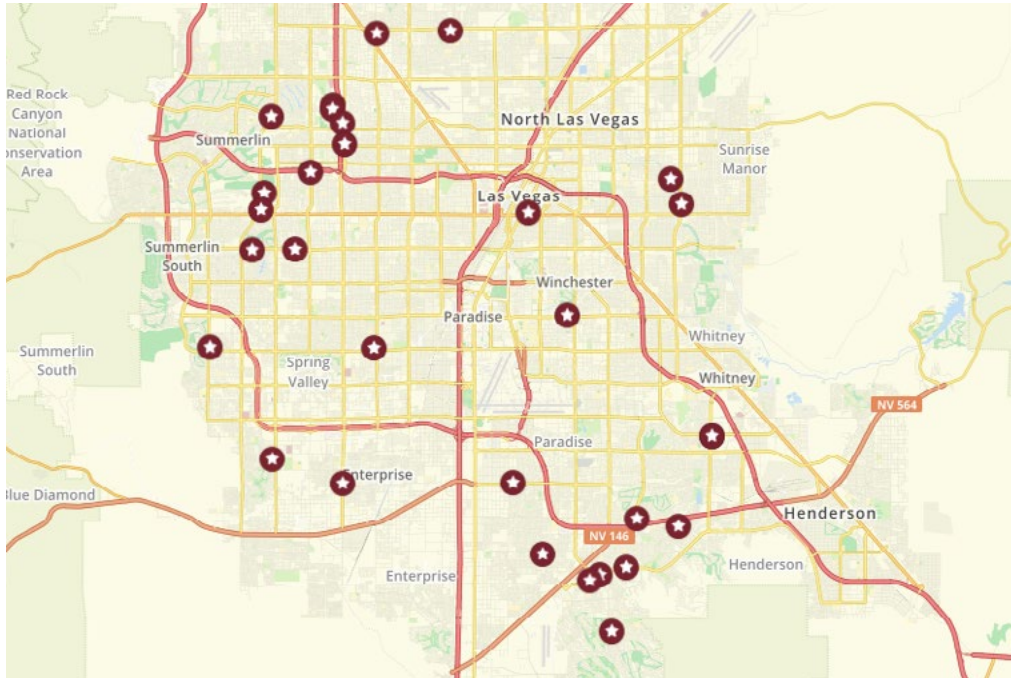 Red Rock
Canyon
National
onservation
Area
Summerlin
North Las Vegas
Sunrise
Manor
Las Vegas
Summerlin
South
Winchester
Paradise
Summerlin
South
Spring
Valley
Whitney
Whitney
NV 564
Paradise
Enterprise
Blue Diamond
Henderson
NV 146
Henderson
Enterprise